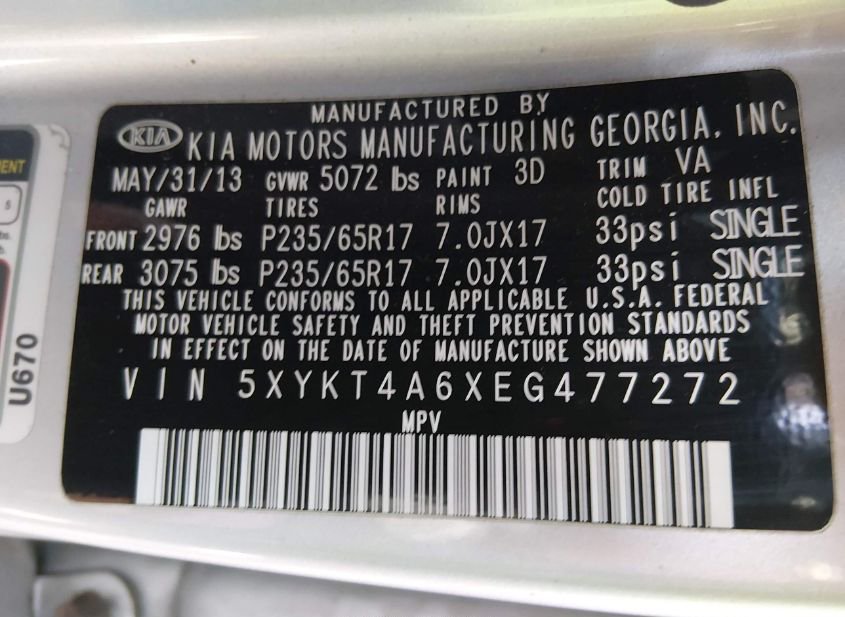 MANUFACTURED BY
KIA KIA MOTORS MANUFACTURING GEORGIA, INC.
MAY/31/13 GVWR 5072 lbs PAINT 3D TRIM VA
GAWR TIRES RIMS COLD TIRE INFL
FRONT 2976 lbs P235/65R17 7.0JX17 33psi SINGLE
REAR 3075 lbs P235/65R17 7.0JX17 33psi SINGLE
THIS VEHICLE CONFORMS TO ALL APPLICABLE U.S.A. FEDERAL
MOTOR VEHICLE SAFETY AND THEFT PREVENTION STANDARDS
IN EFFECT ON THE DATE OF MANUFACTURE SHOWN ABOVE
VIN 5XYKT4A6XEG477272
MPV
U670